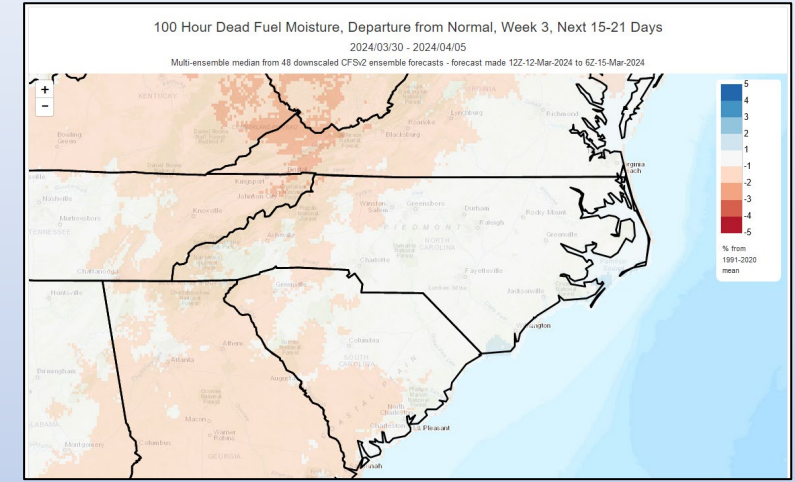 100 Hour Dead Fuel Moisture, Departure from Normal, Week 3, Next 15-21 Days
2024/03/30 - 2024/04/05
Multi-ensemble median from 48 downscaled CFSv2 ensemble forecasts - forecast made 12Z-12-Mar-2024 to 6Z-15-Mar-2024
+
−
KENTUCKY
VIRGINIA
Lynchburg
Richmond
Roanoke
Blacksburg
Bowling
Green
5
4
3
2
1
-1
-2
-3
-4
-5
% from
1991-2020
mean
Kingsport
Johnson
Nashville
Murfreesboro
TENNESSEE
Knoxville
Winston
Salem
Greensboro
Durham
Raleigh
Rocky Mount
PIEDMONT
NORTH
CAROLINA
Greenville
Charlotte
Fayetteville
Chattanooga
Huntsville
Jacksonville
Athens
Atlanta
Columbia
SOUTH
CAROLINA
Birmingham
August
North
Charleston
Mt. Pleasant
Macon
Warner
Robins
Montgomery
Columbus
GEORGIA